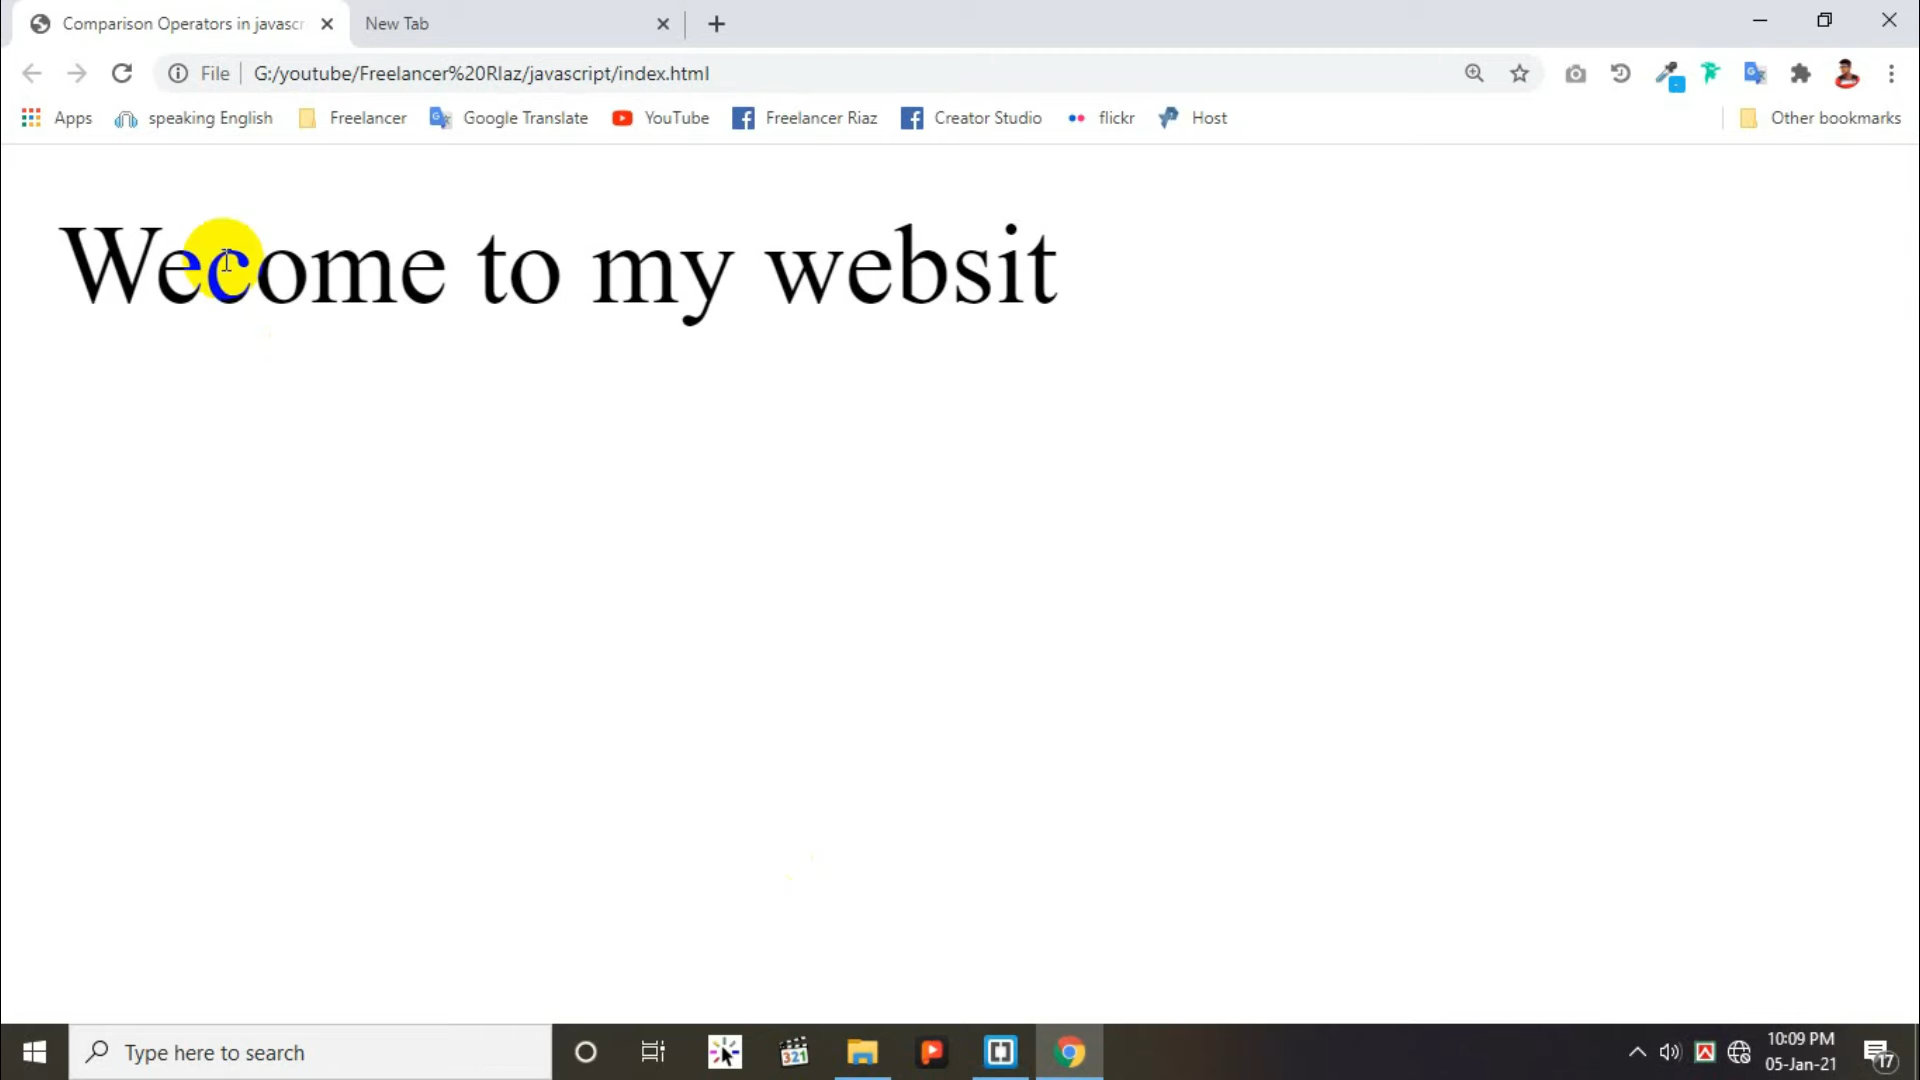 Comparison Operators in javascr
New Tab
File
G:/youtube/Freelancer%20RIaz/javascript/index.html
Apps
speaking English
Freelancer
Google Translate
YouTube
Freelancer Riaz
Creator Studio
flickr
Host
Other bookmarks
Wecome to my websit
Type here to search
321
10:09 PM
05-Jan-21
17